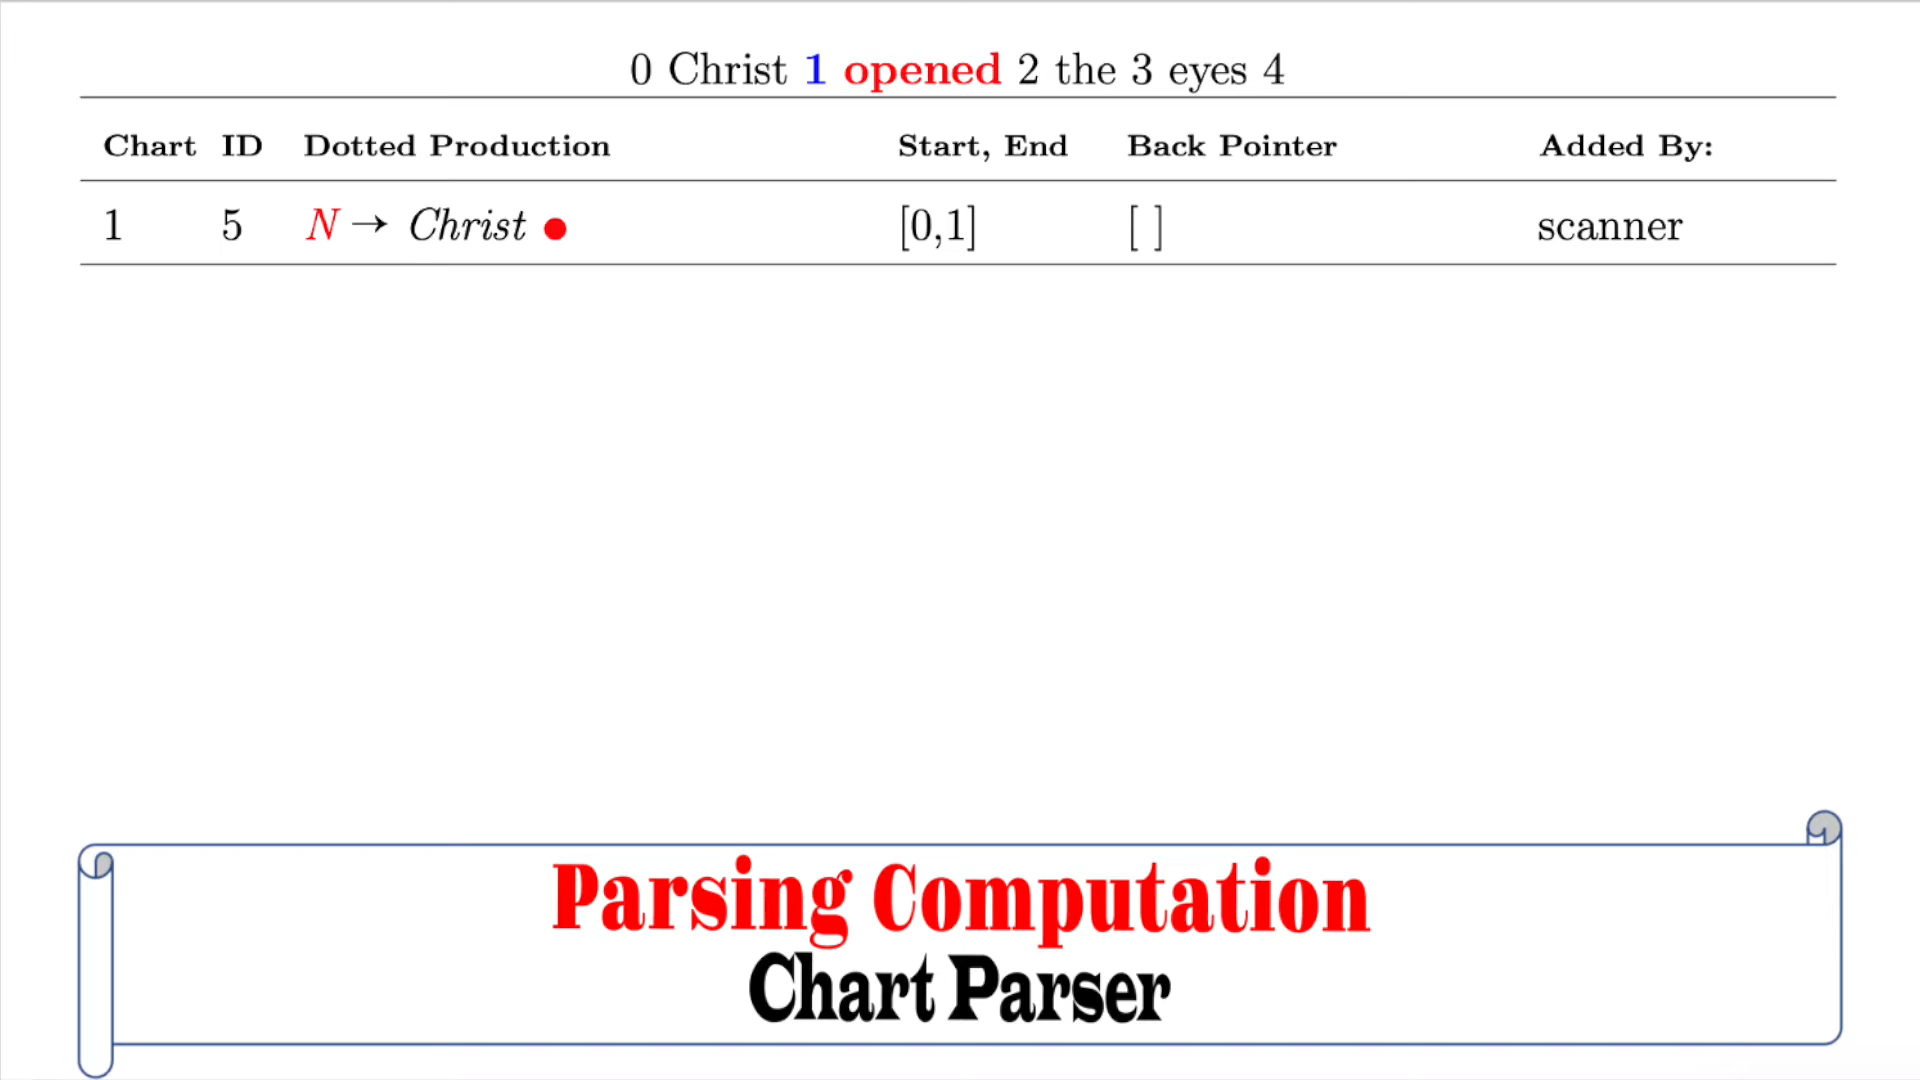 0 Christ 1 opened 2 the 3 eyes 4
Chart ID Dotted Production Start, End Back Pointer Added By:
1 5 N → Christ ● [0,1] [ ] scanner
Parsing Computation
Chart Parser